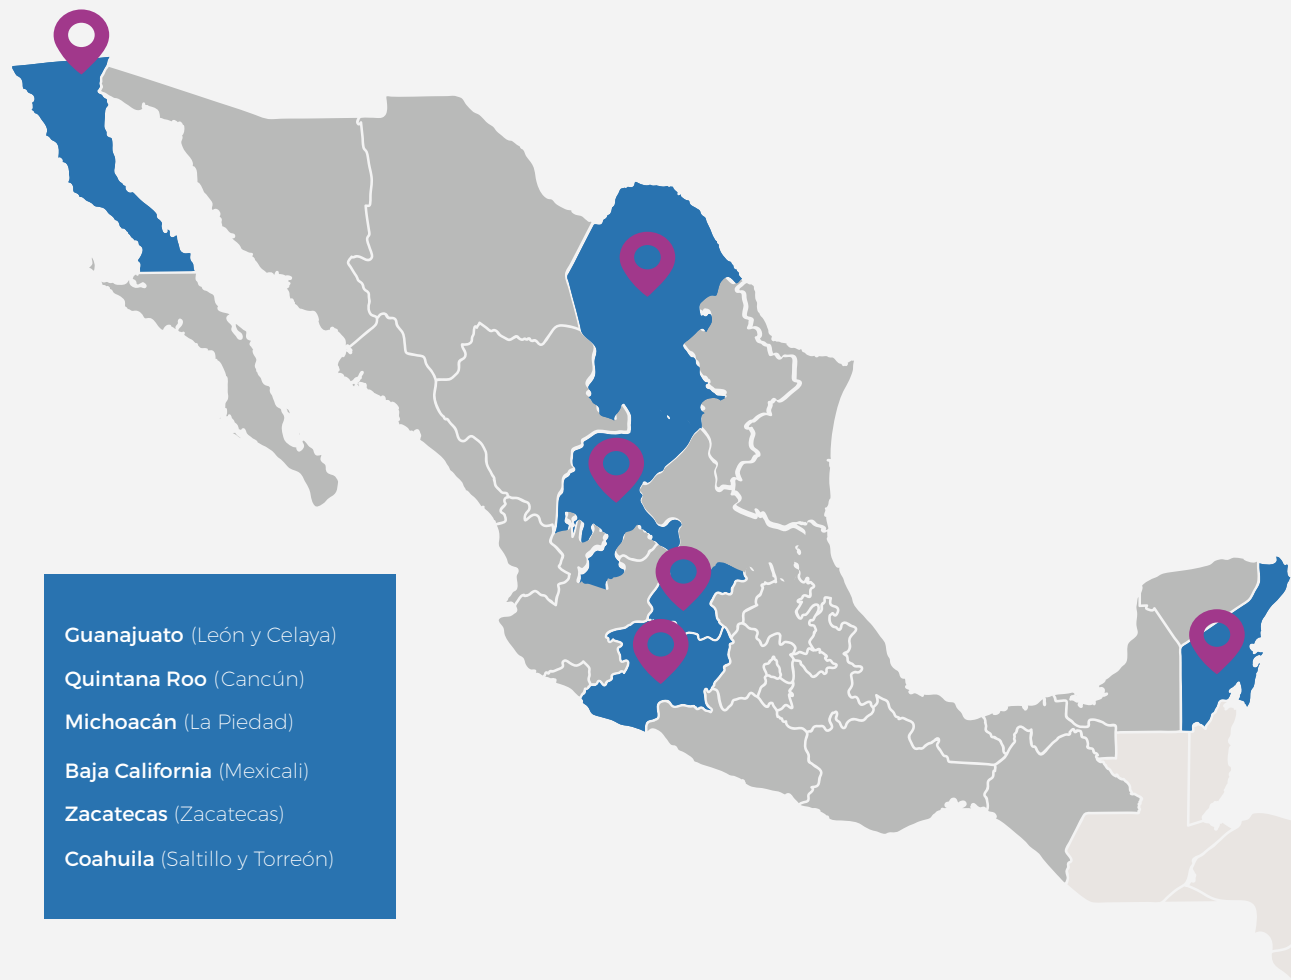 Guanajuato (León y Celaya)
Quintana Roo (Cancún)
Michoacán (La Piedad)
Baja California (Mexicali)
Zacatecas (Zacatecas)
Coahuila (Saltillo y Torreón)